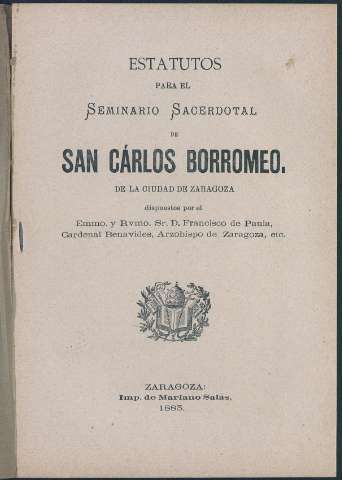 ESTATUTOS
PARA EL
SEMINARIO SACERDOTAL
DE
SAN CÁRLOS BORROMEO.
DE LA CIUDAD DE ZARAGOZA
dispuestos por el
Emmo. y Rvmo. Sr. D. Francisco de Paula,
Cardenal Benavides, Arzobispo de Zaragoza, etc.
ZARAGOZA:
Imp. de Mariano Salas.
1885.